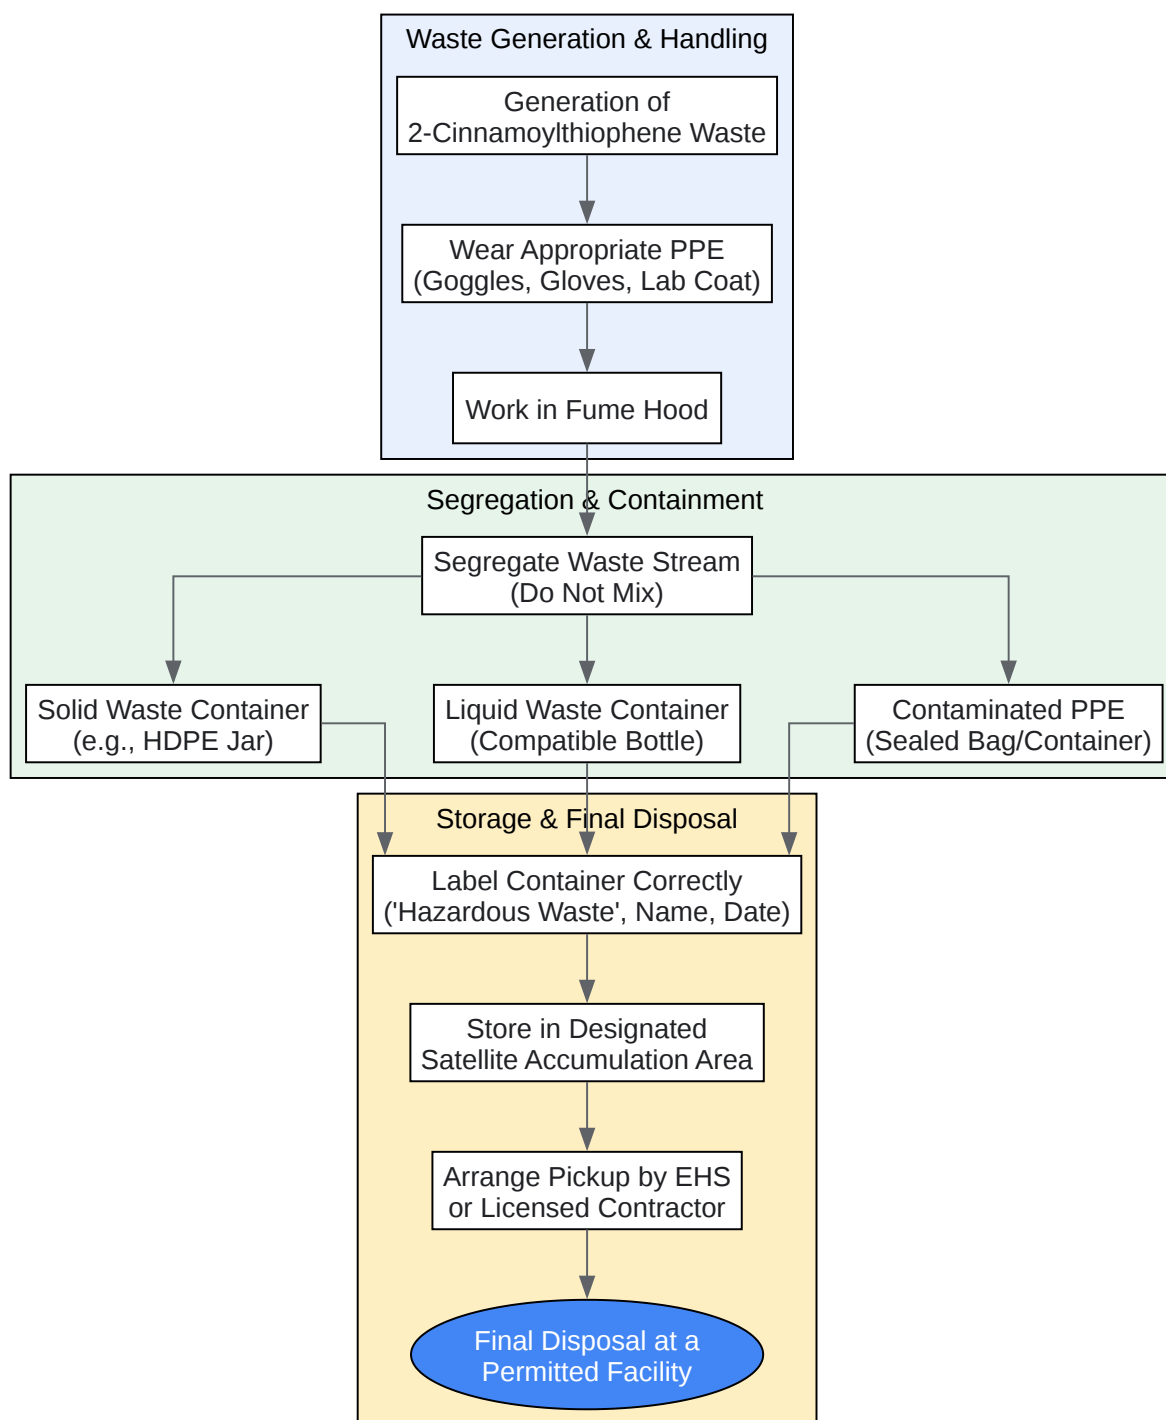 Waste Generation & Handling
Generation of
2-Cinnamoylthiophene Waste
Wear Appropriate PPE
(Goggles, Gloves, Lab Coat)
Work in Fume Hood
Segregation & Containment
Segregate Waste Stream
(Do Not Mix)
Solid Waste Container
(e.g., HDPE Jar)
Liquid Waste Container
(Compatible Bottle)
Contaminated PPE
(Sealed Bag/Container)
Storage & Final Disposal
Label Container Correctly
('Hazardous Waste', Name, Date)
Store in Designated
Satellite Accumulation Area
Arrange Pickup by EHS
or Licensed Contractor
Final Disposal at a
Permitted Facility